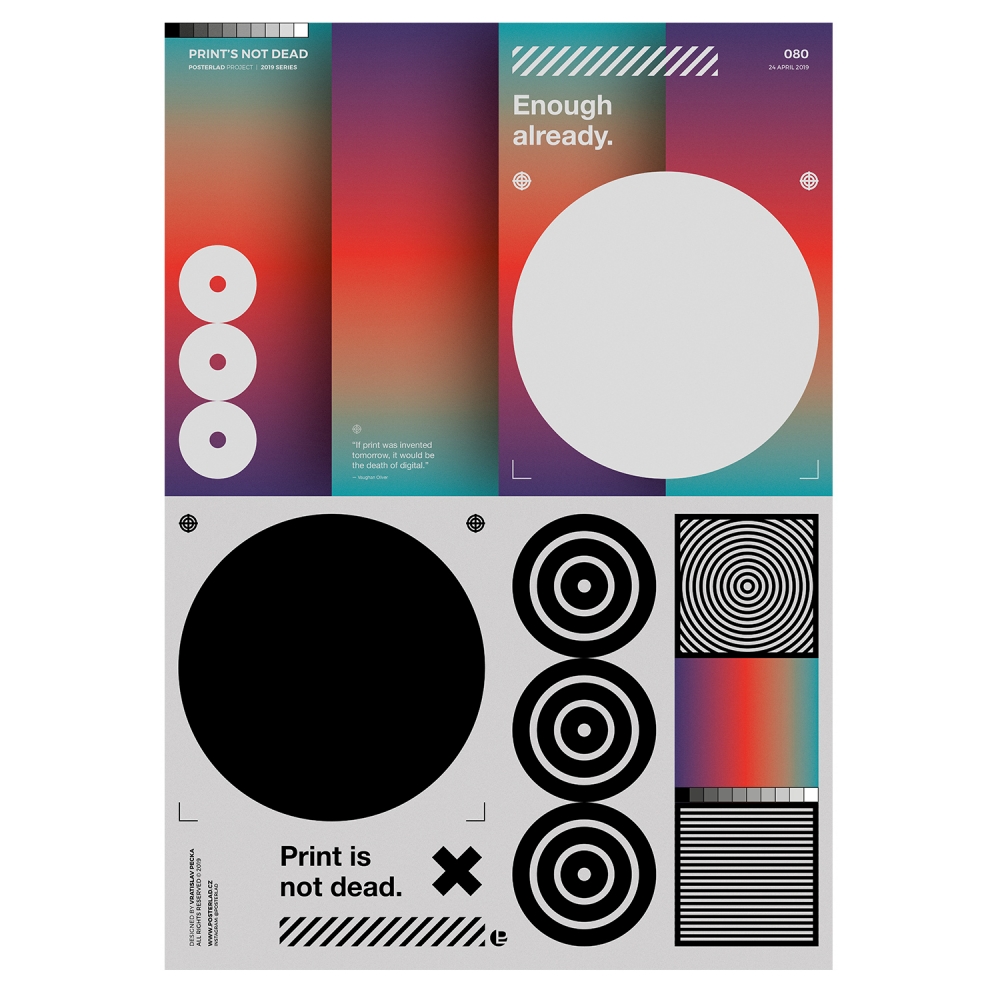 PRINT'S NOT DEAD
POSTERLAD PROJECT | 2019 SERIES
080
24 APRIL 2019
Enough
already.
"If print was invented
tomorrow, it would be
the death of digital."
— Vaughan Oliver
Print is
not dead.
DESIGNED BY VRATISLAV PECKA
ALL RIGHTS RESERVED © 2019
WWW.POSTERLAD.CZ
INSTAGRAM @POSTERLAD